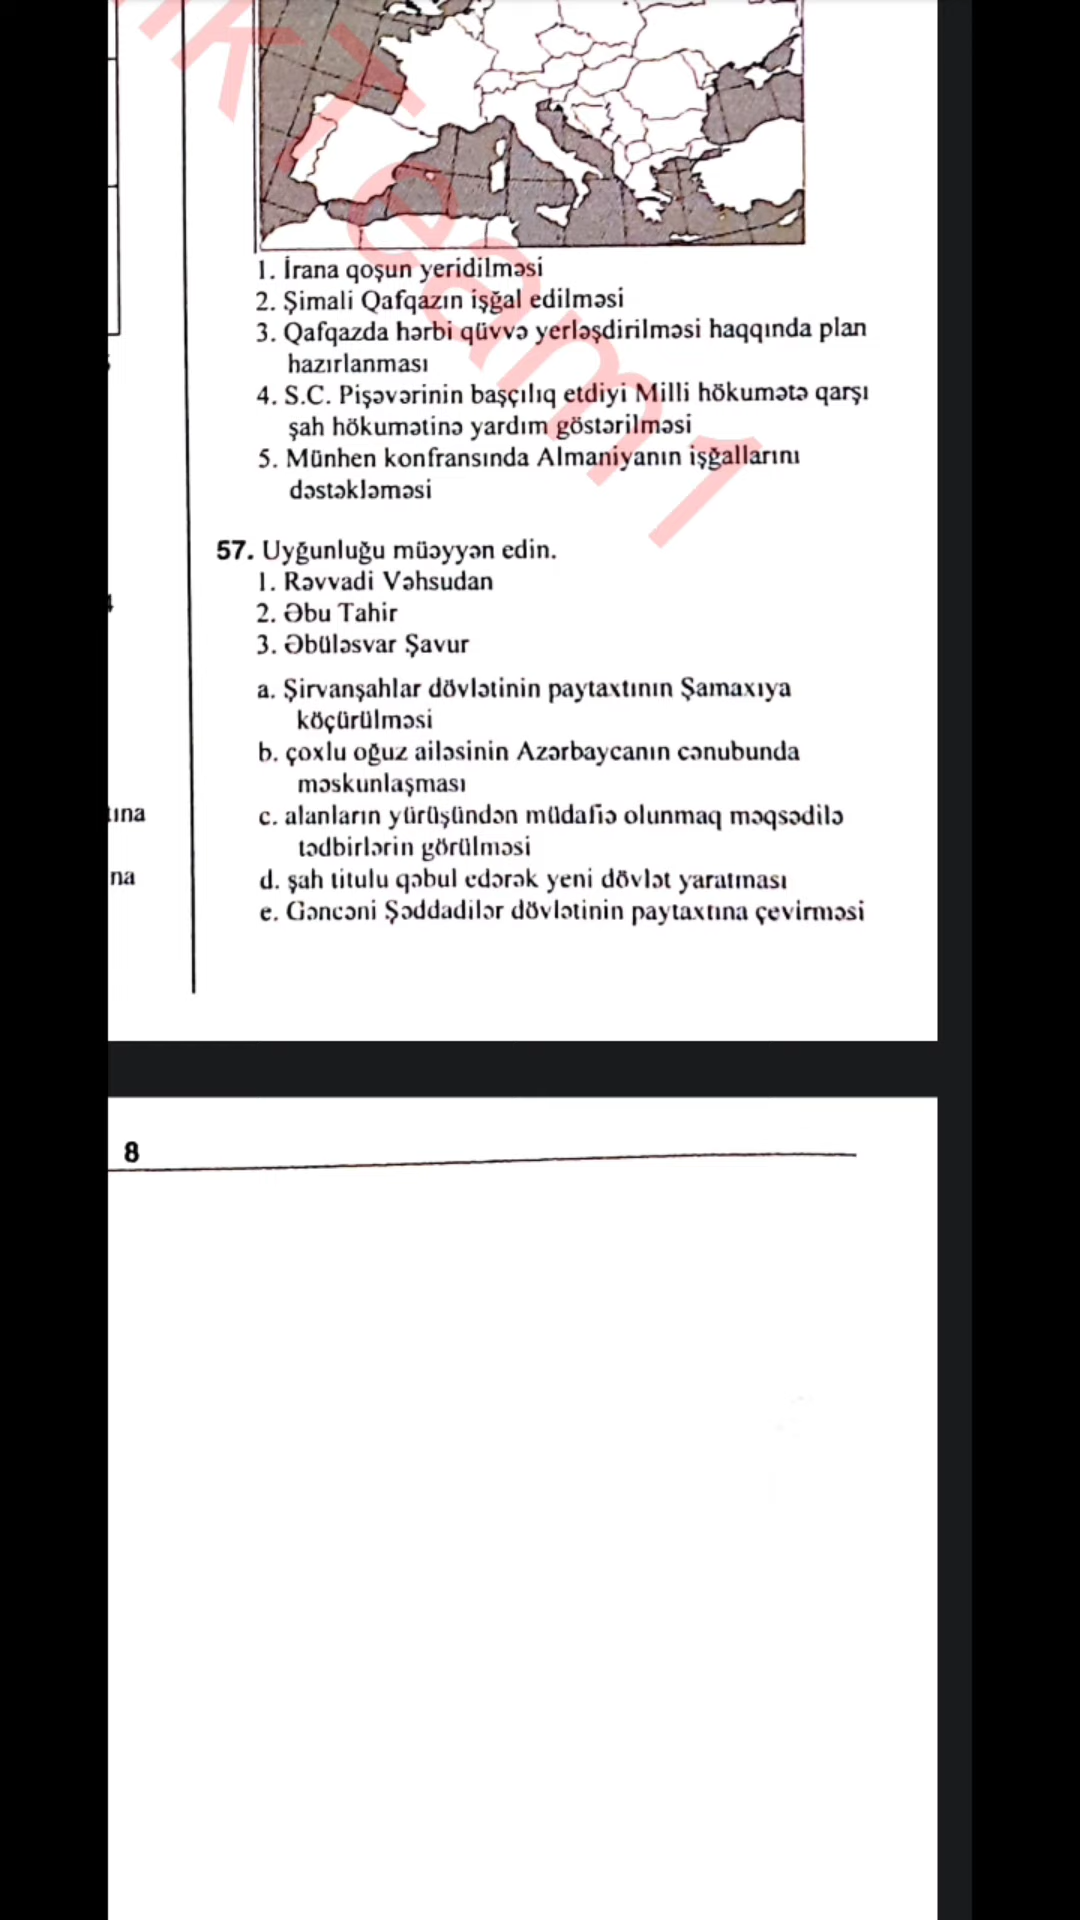 kTeam1
1. İrana qoşun yeridilməsi
2. Şimali Qafqazın işğal edilməsi
3. Qafqazda hərbi qüvvə yerləşdirilməsi haqqında plan
hazırlanması
4. S.C. Pişəvərinin başçılıq etdiyi Milli hökumətə qarşı
şah hökumətinə yardım göstərilməsi
5. Münhen konfransında Almaniyanın işğallarını
dəstəkləməsi
57. Uyğunluğu müəyyən edin.
1. Rəvvadi Vəhsudan
2. Əbu Tahir
3. Əbüləsvar Şavur
a. Şirvanşahlar dövlətinin paytaxtının Şamaxıya
köçürülməsi
b. çoxlu oğuz ailəsinin Azərbaycanın cənubunda
məskunlaşması
c. alanların yürüşündən müdafiə olunmaq məqsədilə
tədbirlərin görülməsi
d. şah titulu qəbul edərək yeni dövlət yaratması
e. Gəncəni Şəddadilər dövlətinin paytaxtına çevirməsi
ına
na
8